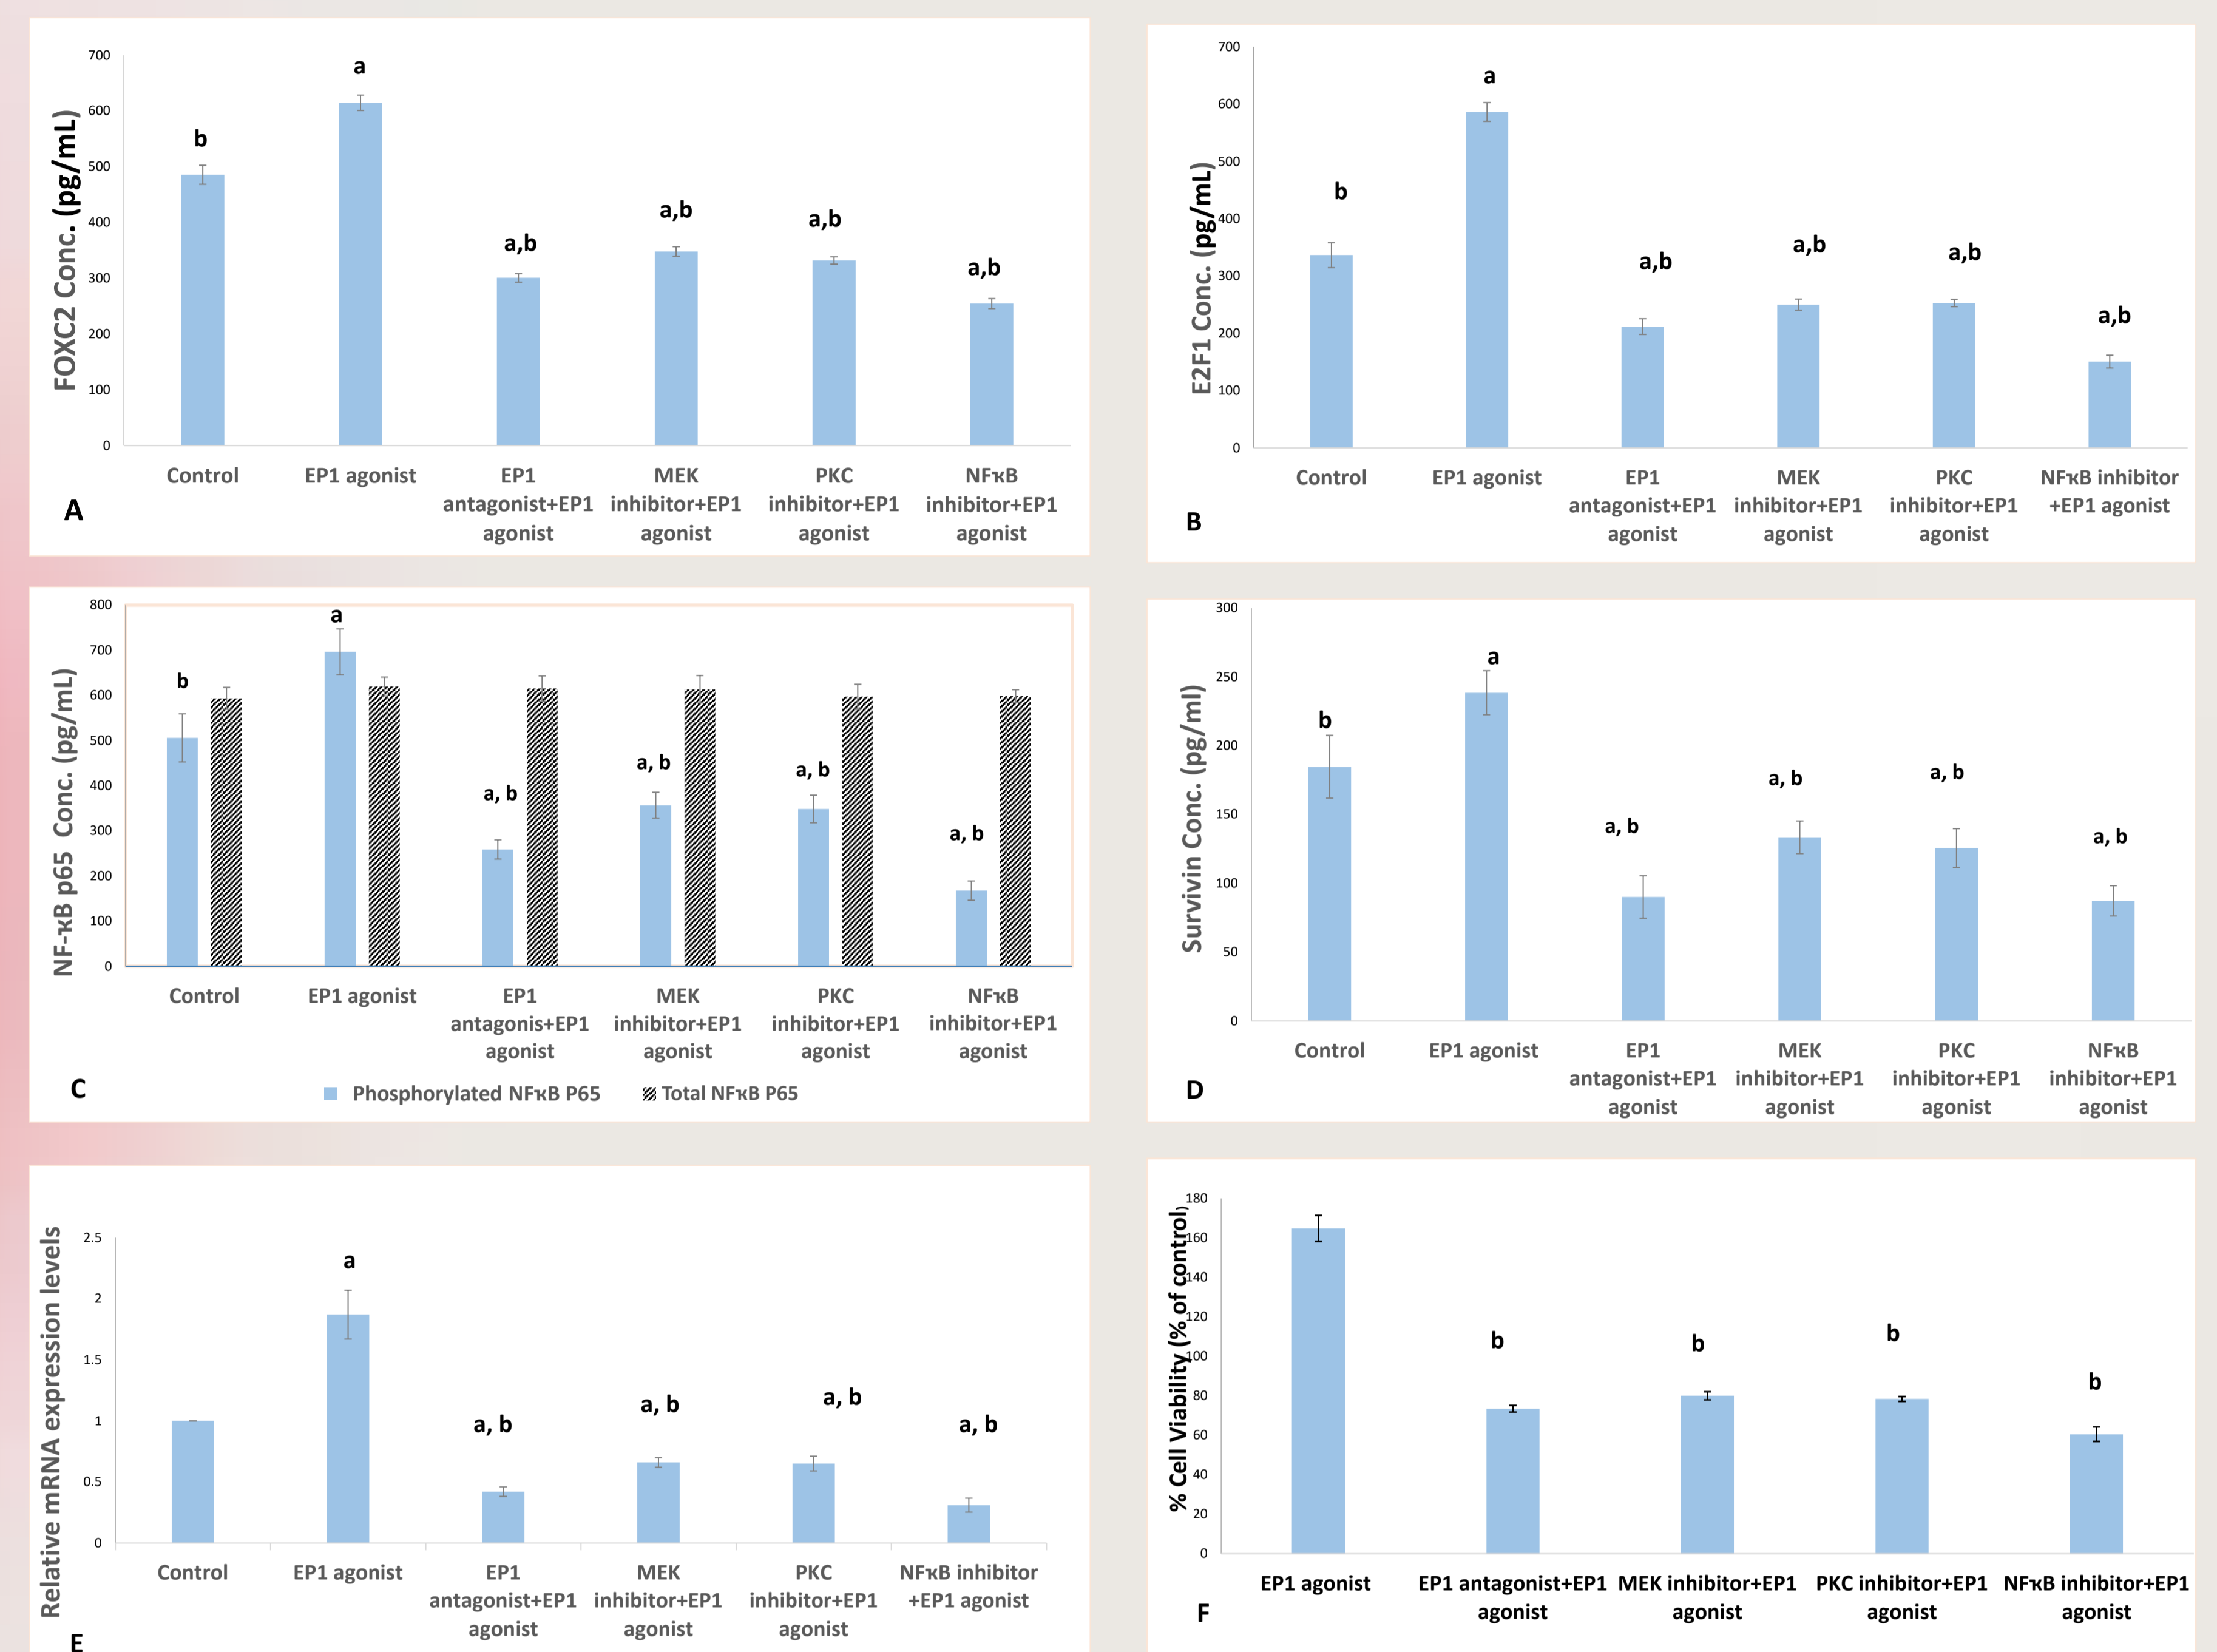 FOXC2 Conc. (pg/mL)
700
600
500
400
300
200
100
0
b
a
a,b
a,b
a,b
a,b
Control
EP1 agonist
EP1
antagonist+EP1
agonist
MEK
inhibitor+EP1
agonist
PKC
inhibitor+EP1
agonist
NFҡB
inhibitor+EP1
agonist
A
E2F1 Conc. (pg/mL)
700
600
500
400
300
200
100
0
b
a
a,b
a,b
a,b
a,b
Control
EP1 agonist
EP1
antagonist+EP1
agonist
MEK
inhibitor+EP1
agonist
PKC
inhibitor+EP1
agonist
NFҡB inhibitor
+EP1 agonist
B
NF-ҡB p65 Conc. (pg/mL)
800
700
600
500
400
300
200
100
0
b
a
a, b
a, b
a, b
a, b
Control
EP1 agonist
EP1
antagonis+EP1
agonist
MEK
inhibitor+EP1
agonist
PKC
inhibitor+EP1
agonist
NFҡB
inhibitor+EP1
agonist
Phosphorylated NFҡB P65
Total NFҡB P65
C
Survivin Conc. (pg/ml)
300
250
200
150
100
50
0
b
a
a, b
a, b
a, b
a, b
Control
EP1 agonist
EP1
antagonist+EP1
agonist
MEK
inhibitor+EP1
agonist
PKC
inhibitor+EP1
agonist
NFҡB
inhibitor+EP1
agonist
D
Relative mRNA expression levels
2.5
2
1.5
1
0.5
0
a
a, b
a, b
a, b
a, b
Control
EP1 agonist
EP1
antagonist+EP1
agonist
MEK
inhibitor+EP1
agonist
PKC
inhibitor+EP1
agonist
NFҡB inhibitor
+EP1 agonist
E
% Cell Viability (% of control)
180
160
140
120
100
80
60
40
20
0
b
b
b
b
EP1 agonist
EP1 antagonist+EP1
agonist
MEK inhibitor+EP1
agonist
PKC inhibitor+EP1
agonist
NFҡB inhibitor+EP1
agonist
F